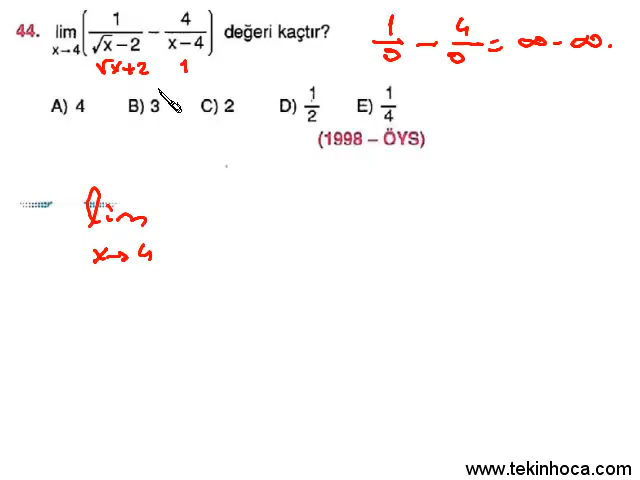 44. lim x→4 ( 1/(√x−2) − 4/(x−4) ) değeri kaçtır? 1/0 − 4/0 = ∞ - ∞.
√x+2 1
A) 4 B) 3 C) 2 D) 1/2 E) 1/4
(1998 – ÖYS)
lim
x→4
www.tekinhoca.com